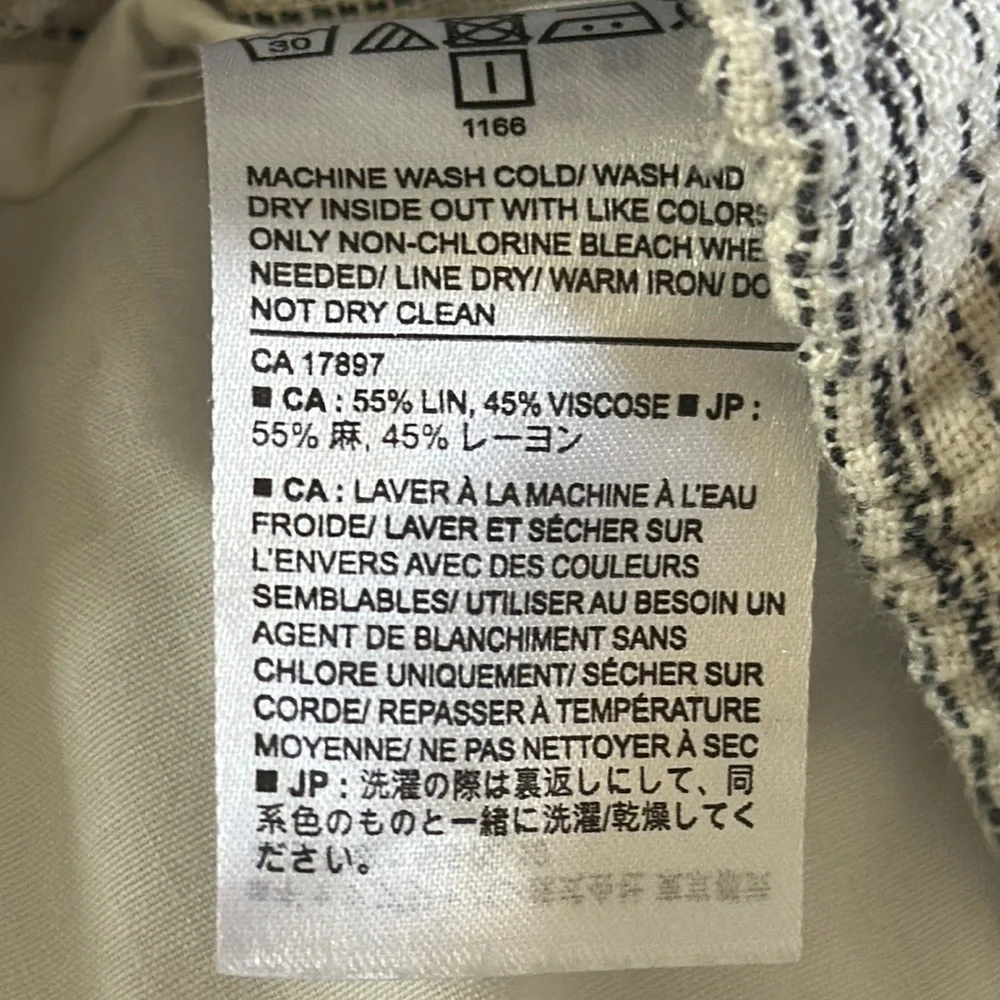 30
I
1166
MACHINE WASH COLD/ WASH AND
DRY INSIDE OUT WITH LIKE COLORS
ONLY NON-CHLORINE BLEACH WHE
NEEDED/ LINE DRY/ WARM IRON/ DO
NOT DRY CLEAN
CA 17897
■ CA : 55% LIN, 45% VISCOSE ■ JP :
55% 麻, 45% レーヨン
■ CA : LAVER À LA MACHINE À L'EAU
FROIDE/ LAVER ET SÉCHER SUR
L'ENVERS AVEC DES COULEURS
SEMBLABLES/ UTILISER AU BESOIN UN
AGENT DE BLANCHIMENT SANS
CHLORE UNIQUEMENT/ SÉCHER SUR
CORDE/ REPASSER À TEMPÉRATURE
MOYENNE/ NE PAS NETTOYER À SEC
■ JP : 洗濯の際は裏返しにして、同
系色のものと一緒に洗濯/乾燥してく
ださい。